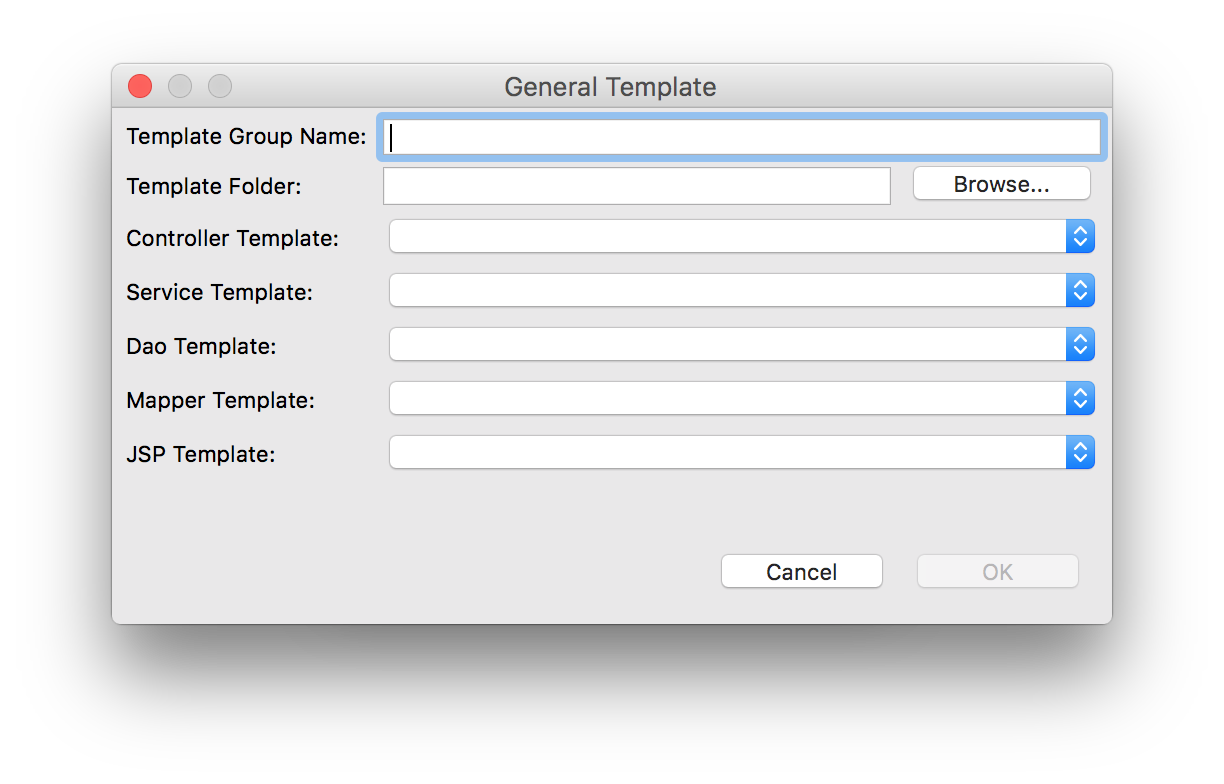 General Template
Template Group Name:
Template Folder:
Browse...
Controller Template:
Service Template:
Dao Template:
Mapper Template:
JSP Template:
Cancel
OK